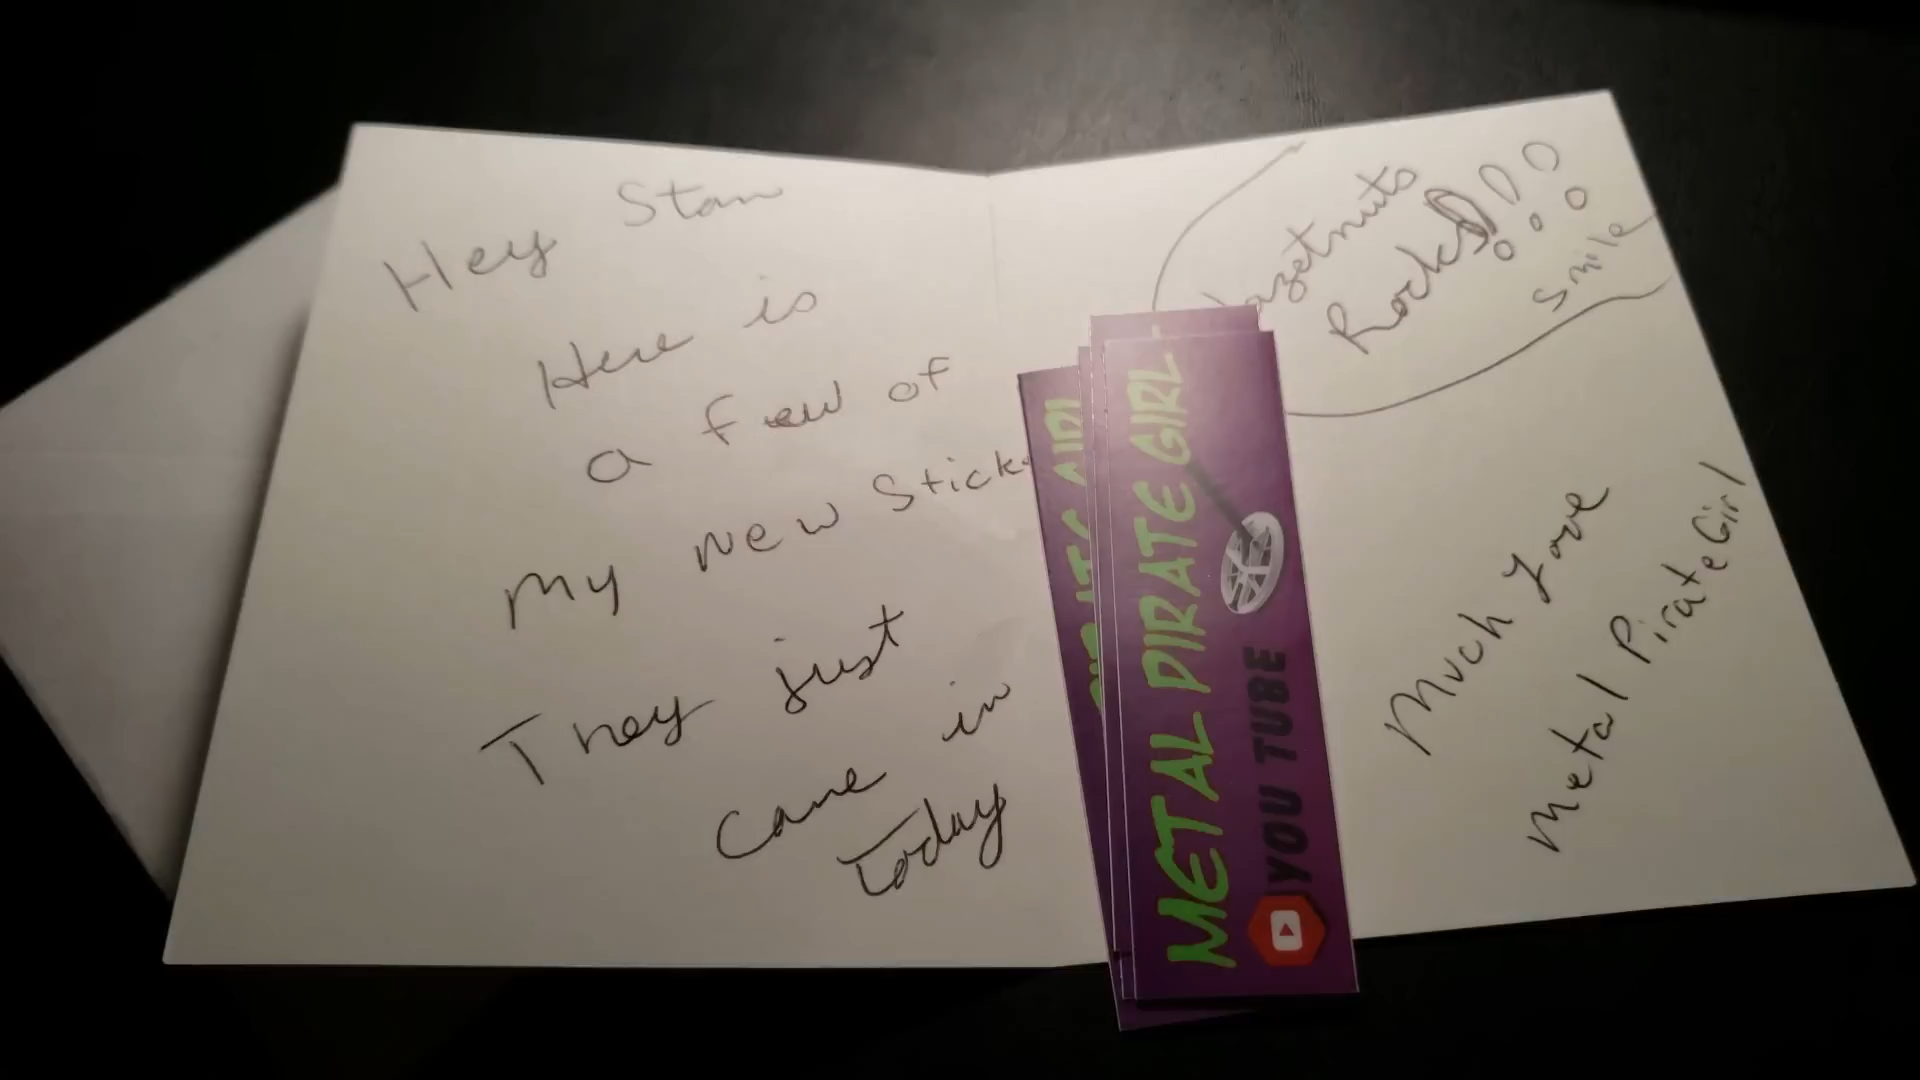 Hey Stan
Here is
a few of
my new
They just
came in
Today
Rocks!!!
Smile
Much Love
Metal PirateGirl
METAL PIRATE GIRL
YOU TUBE